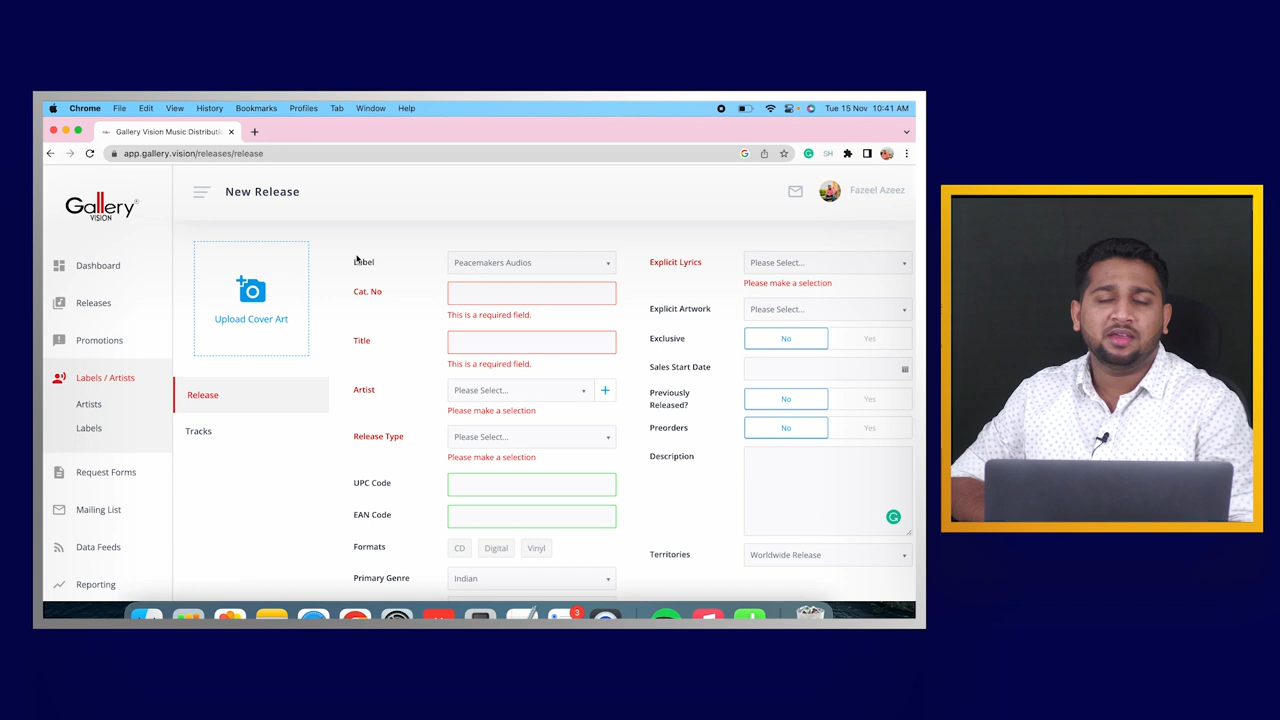 Chrome File Edit View History Bookmarks Profiles Tab Window Help Tue 15 Nov 10:41 AM
Gallery Vision Music Distributi
app.gallery.vision/releases/release
SH
Gallery
VISION
New Release
Fazeel Azeez
Dashboard
Releases
Promotions
Labels / Artists
Artists
Labels
Request Forms
Mailing List
Data Feeds
Reporting
Upload Cover Art
Release
Tracks
Label Peacemakers Audios
Cat. No
This is a required field.
Title
This is a required field.
Artist Please Select... +
Please make a selection
Release Type Please Select...
Please make a selection
UPC Code
EAN Code
Formats CD Digital Vinyl
Primary Genre Indian
Explicit Lyrics Please Select...
Please make a selection
Explicit Artwork Please Select...
Exclusive No Yes
Sales Start Date
Previously
Released? No Yes
Preorders No Yes
Description
Territories Worldwide Release
3